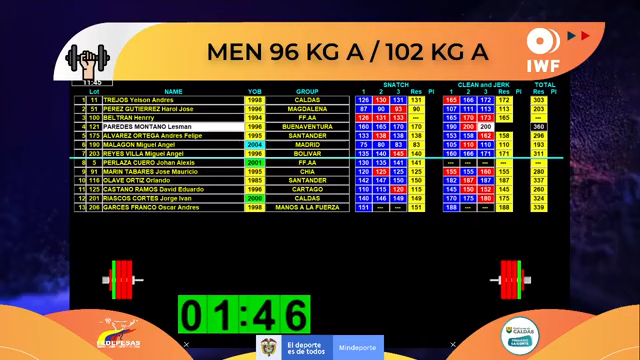 MEN 96 KG A / 102 KG A
IWF
11:45
SNATCH CLEAN and JERK TOTAL
Lot NAME YOB GROUP 1 2 3 Res Pl 1 2 3 Res Pl Res Pl
1 11 TREJOS Yeison Andres 1998 CALDAS 126 130 131 131 165 166 172 172 303
2 51 PEREZ GUTIERREZ Harol Jose 1996 MAGDALENA 87 90 93 90 107 111 113 113 203
3 100 BELTRAN Henrry 1994 FF.AA 126 131 133 --- 165 170 173 165 ---
4 121 PAREDES MONTAÑO Lesman 1996 BUENAVENTURA 160 165 170 170 190 200 200 360
5 175 ALVAREZ ORTEGA Andres Felipe 1995 SANTANDER 133 138 138 138 153 158 162 158 296
6 190 MALAGON Miguel Angel 2004 MADRID 75 80 83 83 105 110 110 110 193
7 203 REYES VILLA Miguel Angel 1996 BOLIVAR 135 140 145 140 160 166 171 171 311
8 5 PERLAZA CUERO Johan Alexis 2001 FF.AA 130 135 141 141 --- --- --- --- ---
9 91 MARIN TABARES Jose Mauricio 1995 CHIA 120 125 125 125 155 155 160 155 280
10 116 OLAVE ORTIZ Orlando 1985 SANTANDER 142 147 150 150 182 187 187 187 337
11 125 CASTAÑO RAMOS David Eduardo 1996 CARTAGO 110 115 120 115 145 150 152 145 260
12 201 RIASCOS CORTES Jorge Ivan 2000 CALDAS 140 146 149 149 170 175 180 175 324
13 206 GARCES FRANCO Oscar Andres 1998 MANOS A LA FUERZA 151 --- --- 151 188 --- --- 188 339
01:46
FEDEPESAS
El deporte
es de todos
Mindeporte
CALDAS